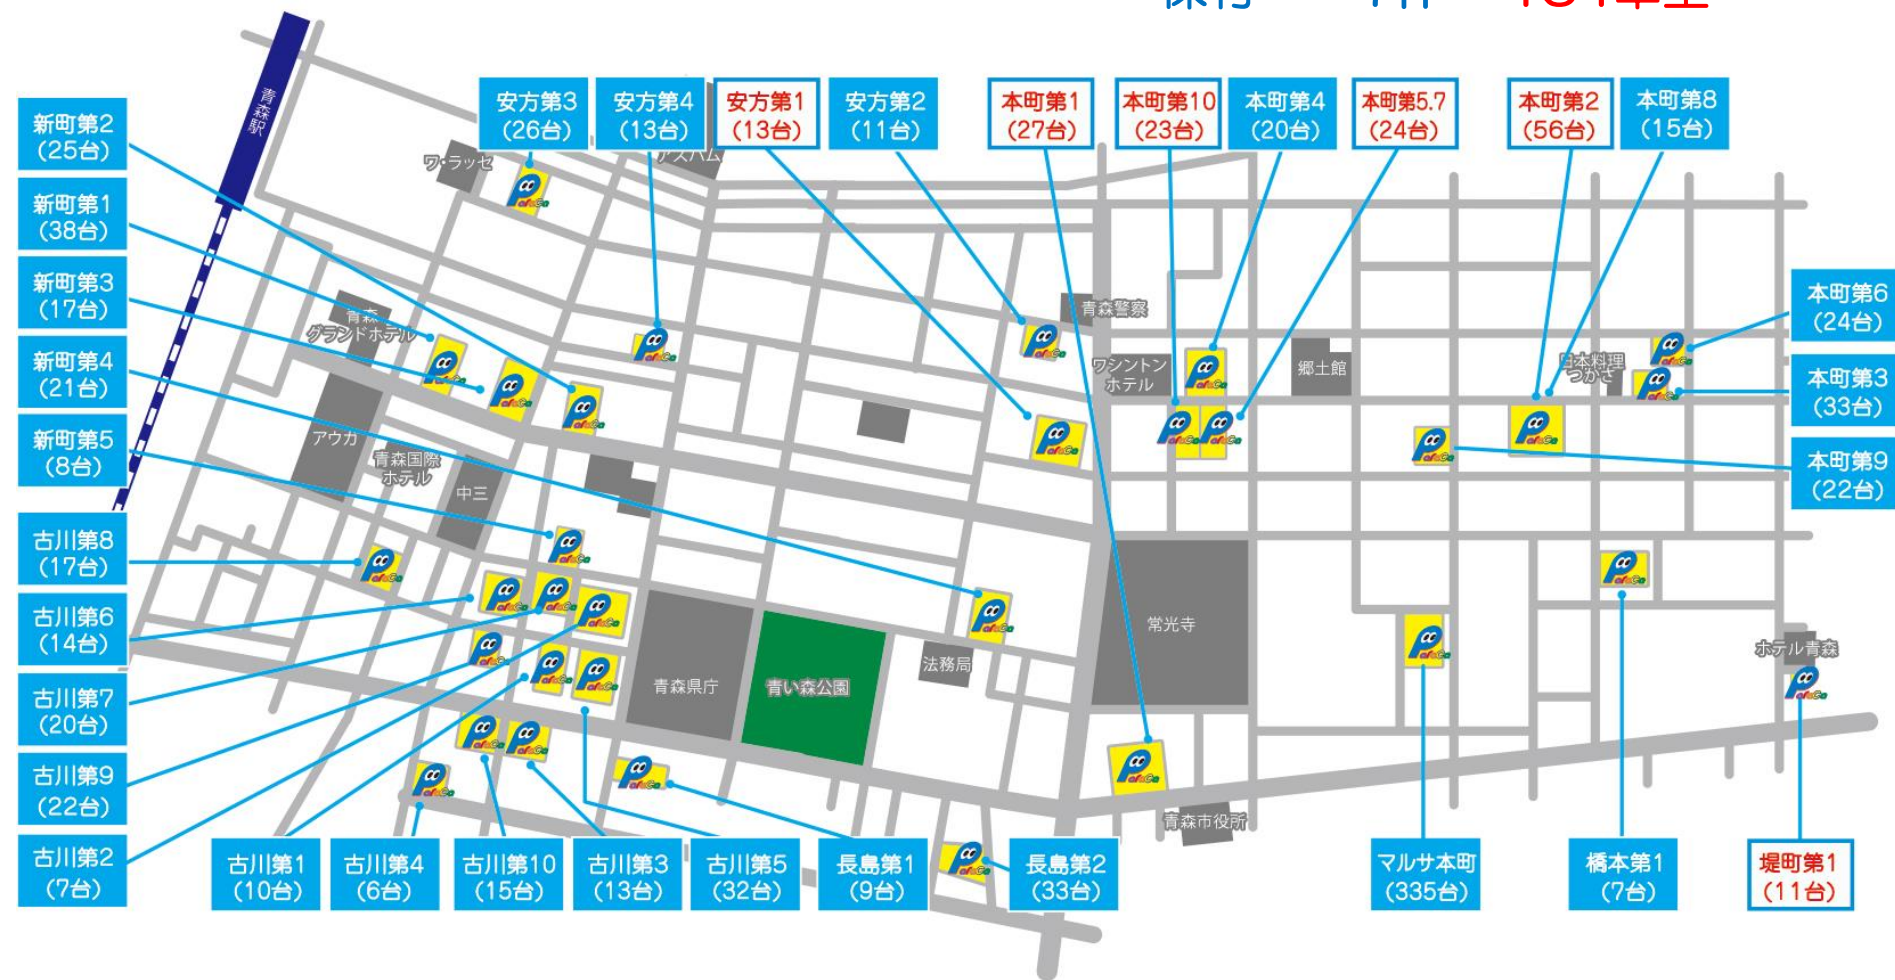 新町第2
(25台)
新町第1
(38台)
新町第3
(17台)
新町第4
(21台)
新町第5
(8台)
古川第8
(17台)
古川第6
(14台)
古川第7
(20台)
古川第9
(22台)
古川第2
(7台)
安方第3
(26台)
安方第4
(13台)
安方第1
(13台)
安方第2
(11台)
本町第1
(27台)
本町第10
(23台)
本町第4
(20台)
本町第5.7
(24台)
本町第2
(56台)
本町第8
(15台)
本町第6
(24台)
本町第3
(33台)
本町第9
(22台)
青森駅
ワ・ラッセ
アスパム
青森
グランドホテル
アウガ
青森国際
ホテル
中三
青森警察
ワシントン
ホテル
郷土館
日本料理
つかさ
常光寺
法務局
青森県庁
青い森公園
青森市役所
ホテル青森
古川第1
(10台)
古川第4
(6台)
古川第10
(15台)
古川第3
(13台)
古川第5
(32台)
長島第1
(9台)
長島第2
(33台)
マルサ本町
(335台)
橋本第1
(7台)
堤町第1
(11台)